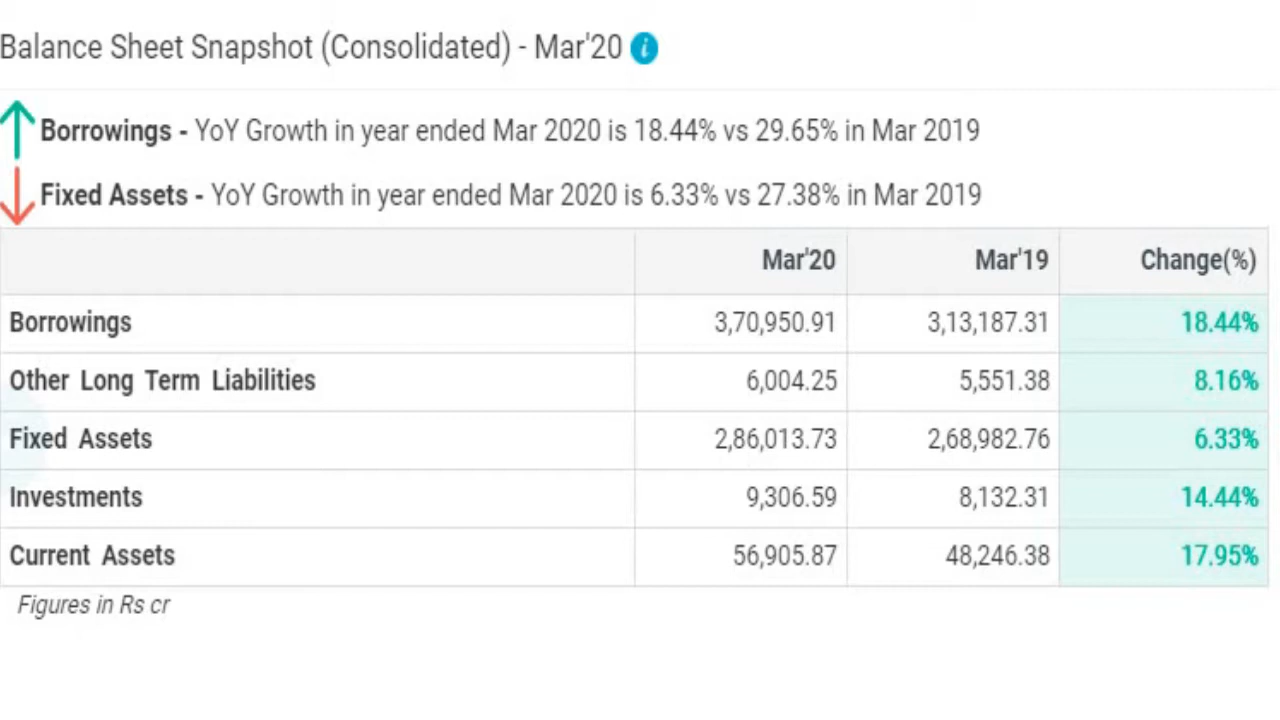 Balance Sheet Snapshot (Consolidated) - Mar'20 i
Borrowings - YoY Growth in year ended Mar 2020 is 18.44% vs 29.65% in Mar 2019
Fixed Assets - YoY Growth in year ended Mar 2020 is 6.33% vs 27.38% in Mar 2019
Mar'20 Mar'19 Change(%)
Borrowings 3,70,950.91 3,13,187.31 18.44%
Other Long Term Liabilities 6,004.25 5,551.38 8.16%
Fixed Assets 2,86,013.73 2,68,982.76 6.33%
Investments 9,306.59 8,132.31 14.44%
Current Assets 56,905.87 48,246.38 17.95%
Figures in Rs cr